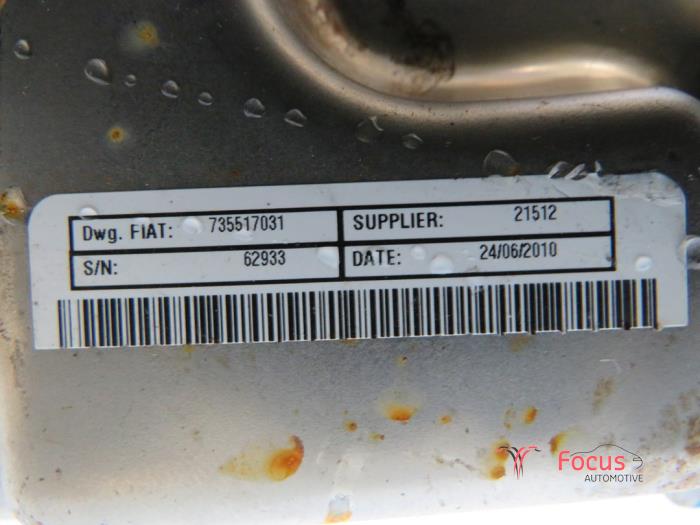 Dwg. FIAT: 735517031 SUPPLIER: 21512
S/N: 62933 DATE: 24/06/2010
Focus
AUTOMOTIVE